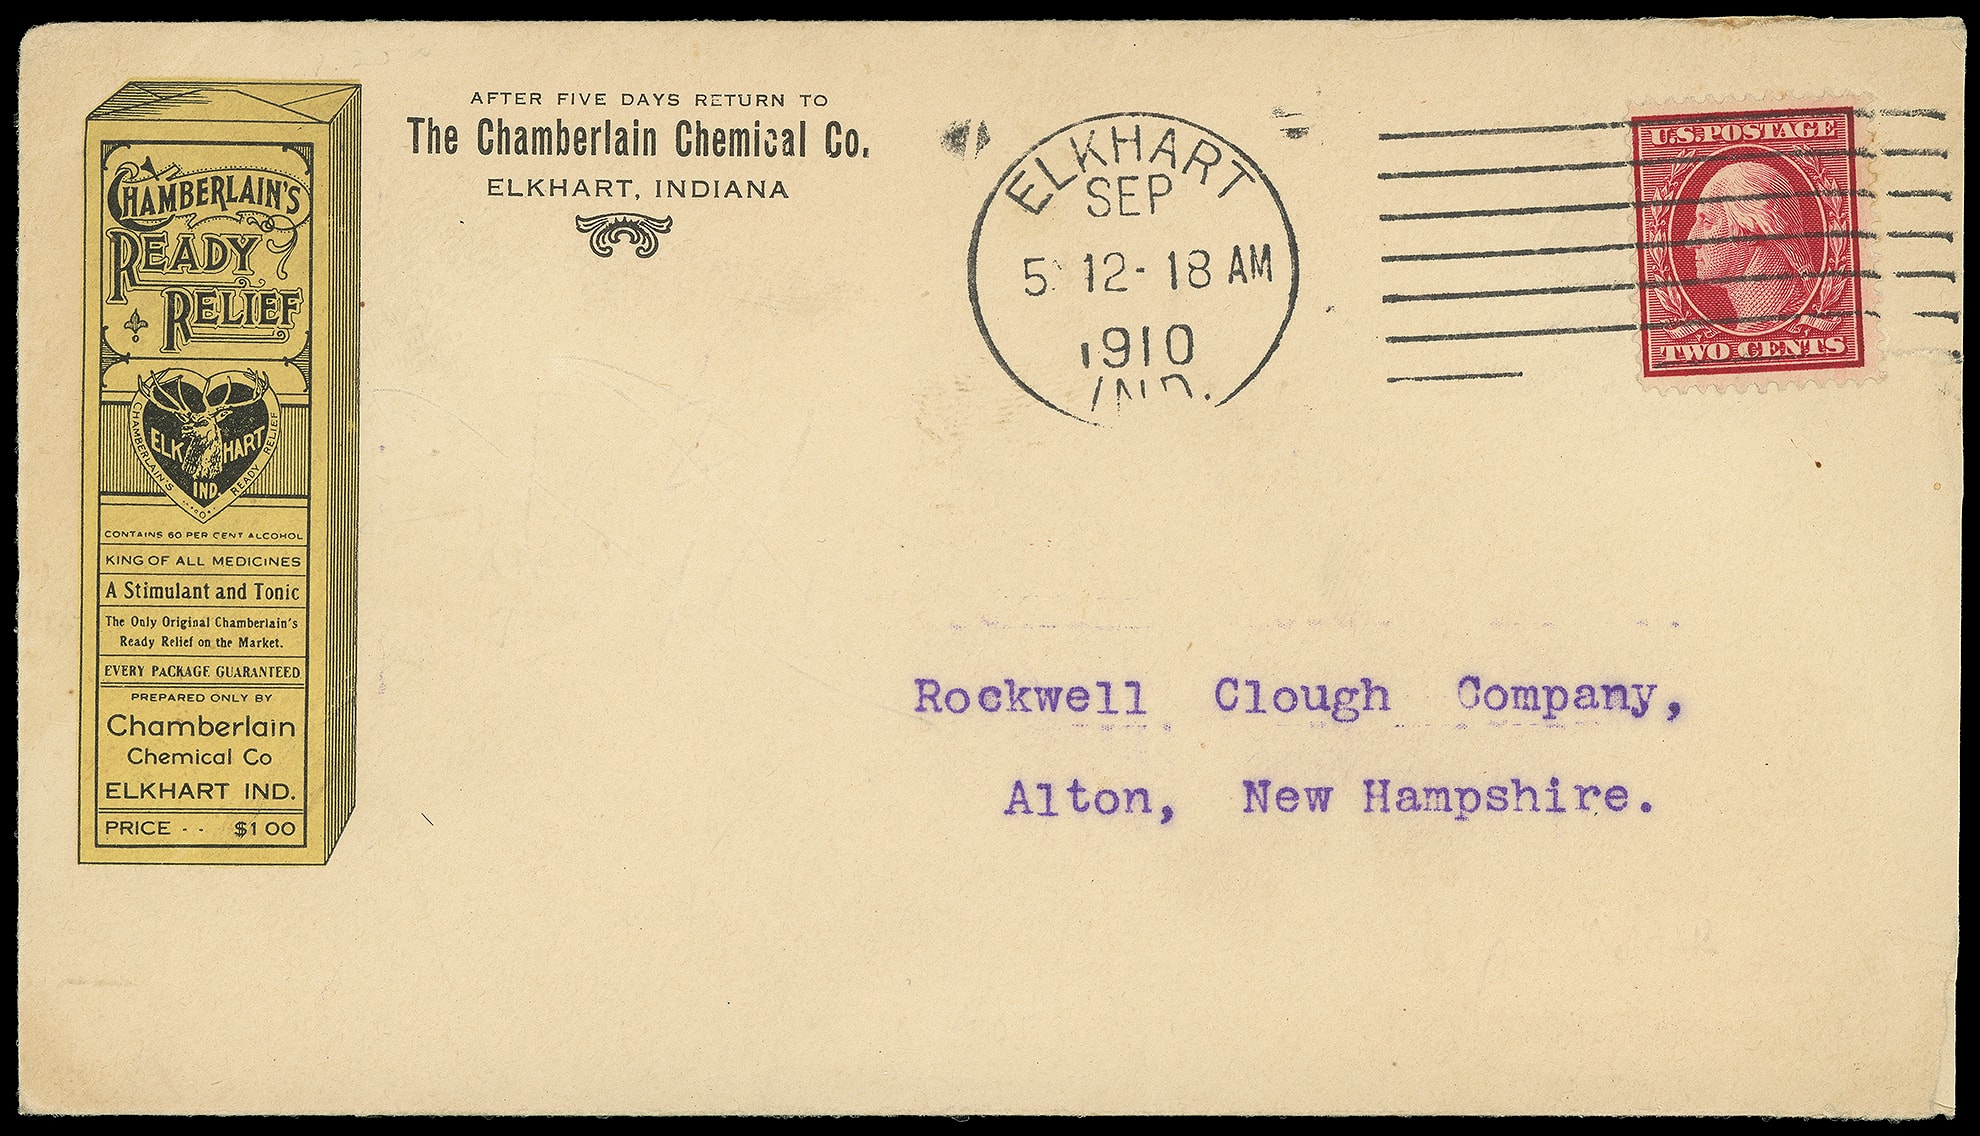 CHAMBERLAIN'S
READY
RELIEF
CHAMBERLAIN'S READY RELIEF
ELK HART
IND.
CONTAINS 60 PER CENT ALCOHOL
KING OF ALL MEDICINES
A Stimulant and Tonic
The Only Original Chamberlain's
Ready Relief on the Market.
EVERY PACKAGE GUARANTEED
PREPARED ONLY BY
Chamberlain
Chemical Co
ELKHART IND.
PRICE - - $1 00
AFTER FIVE DAYS RETURN TO
The Chamberlain Chemical Co.
ELKHART, INDIANA
ELKHART
SEP
5 12-18 AM
1910
IND.
U.S. POSTAGE
TWO CENTS
Rockwell Clough Company,
Alton, New Hampshire.